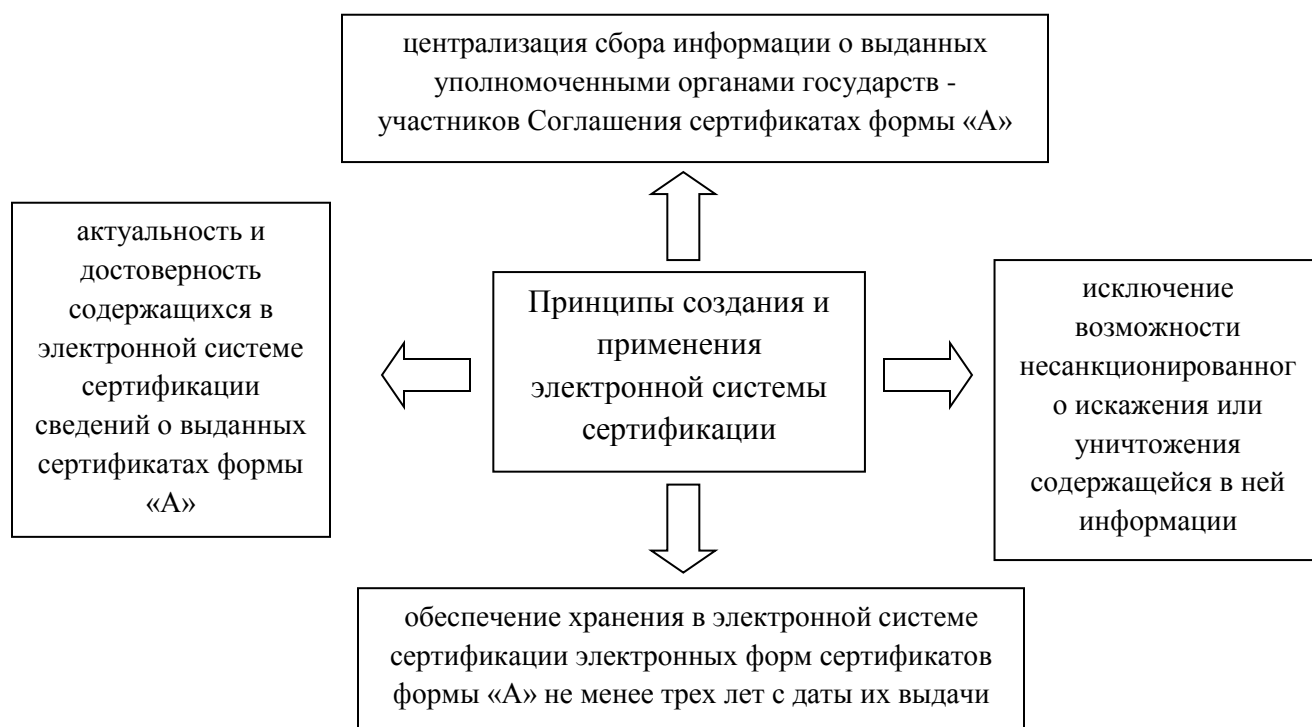 централизация сбора информации о выданных
уполномоченными органами государств -
участников Соглашения сертификатах формы «А»
актуальность и
достоверность
содержащихся в
электронной системе
сертификации
сведений о выданных
сертификатах формы
«А»
Принципы создания и
применения
электронной системы
сертификации
исключение
возможности
несанкционированног
о искажения или
уничтожения
содержащейся в ней
информации
обеспечение хранения в электронной системе
сертификации электронных форм сертификатов
формы «А» не менее трех лет с даты их выдачи